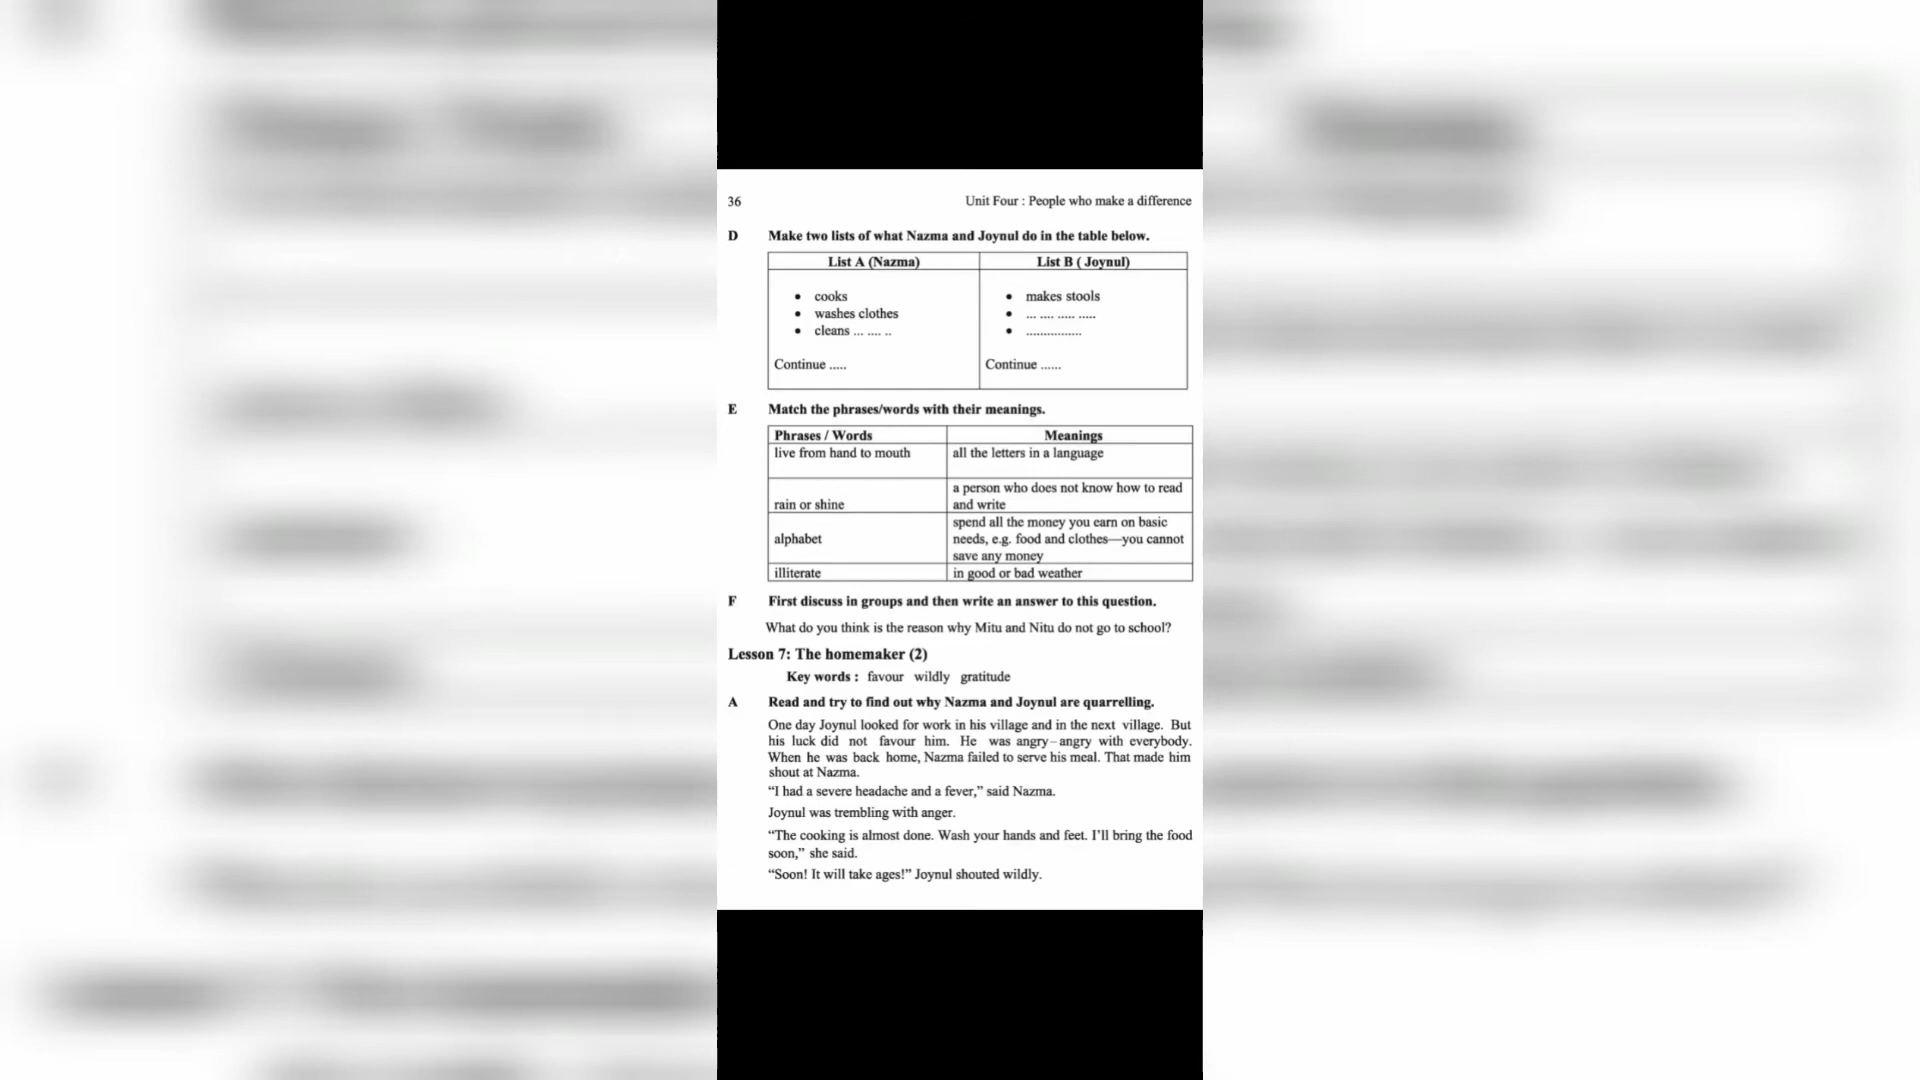 36 Unit Four : People who make a difference
D Make two lists of what Nazma and Joynul do in the table below.
List A (Nazma) List B ( Joynul)
• cooks • makes stools
• washes clothes • ... .... ..... .....
• cleans ... .... .. • ................
Continue ..... Continue ......
E Match the phrases/words with their meanings.
Phrases / Words Meanings
live from hand to mouth all the letters in a language
rain or shine a person who does not know how to read
and write
alphabet spend all the money you earn on basic
needs, e.g. food and clothes—you cannot
save any money
illiterate in good or bad weather
F First discuss in groups and then write an answer to this question.
What do you think is the reason why Mitu and Nitu do not go to school?
Lesson 7: The homemaker (2)
Key words : favour wildly gratitude
A Read and try to find out why Nazma and Joynul are quarrelling.
One day Joynul looked for work in his village and in the next village. But
his luck did not favour him. He was angry–angry with everybody.
When he was back home, Nazma failed to serve his meal. That made him
shout at Nazma.
“I had a severe headache and a fever,” said Nazma.
Joynul was trembling with anger.
“The cooking is almost done. Wash your hands and feet. I’ll bring the food
soon,” she said.
“Soon! It will take ages!” Joynul shouted wildly.